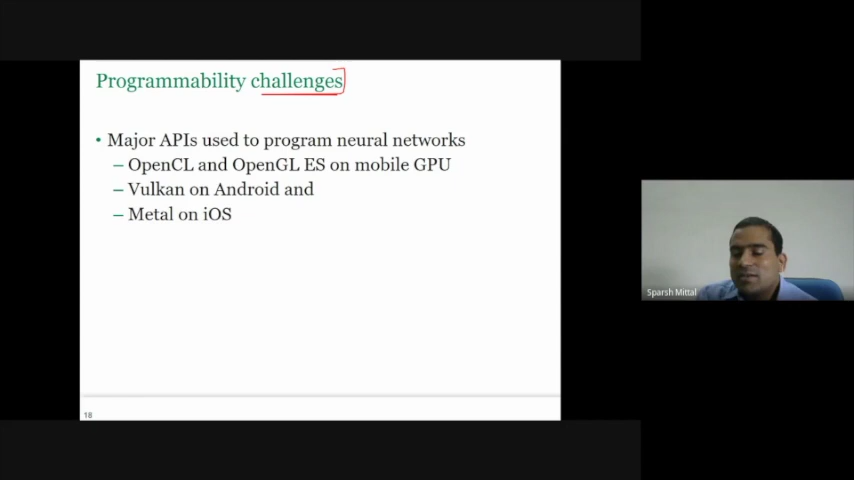 Programmability challenges
• Major APIs used to program neural networks
– OpenCL and OpenGL ES on mobile GPU
– Vulkan on Android and
– Metal on iOS
18
Sparsh Mittal